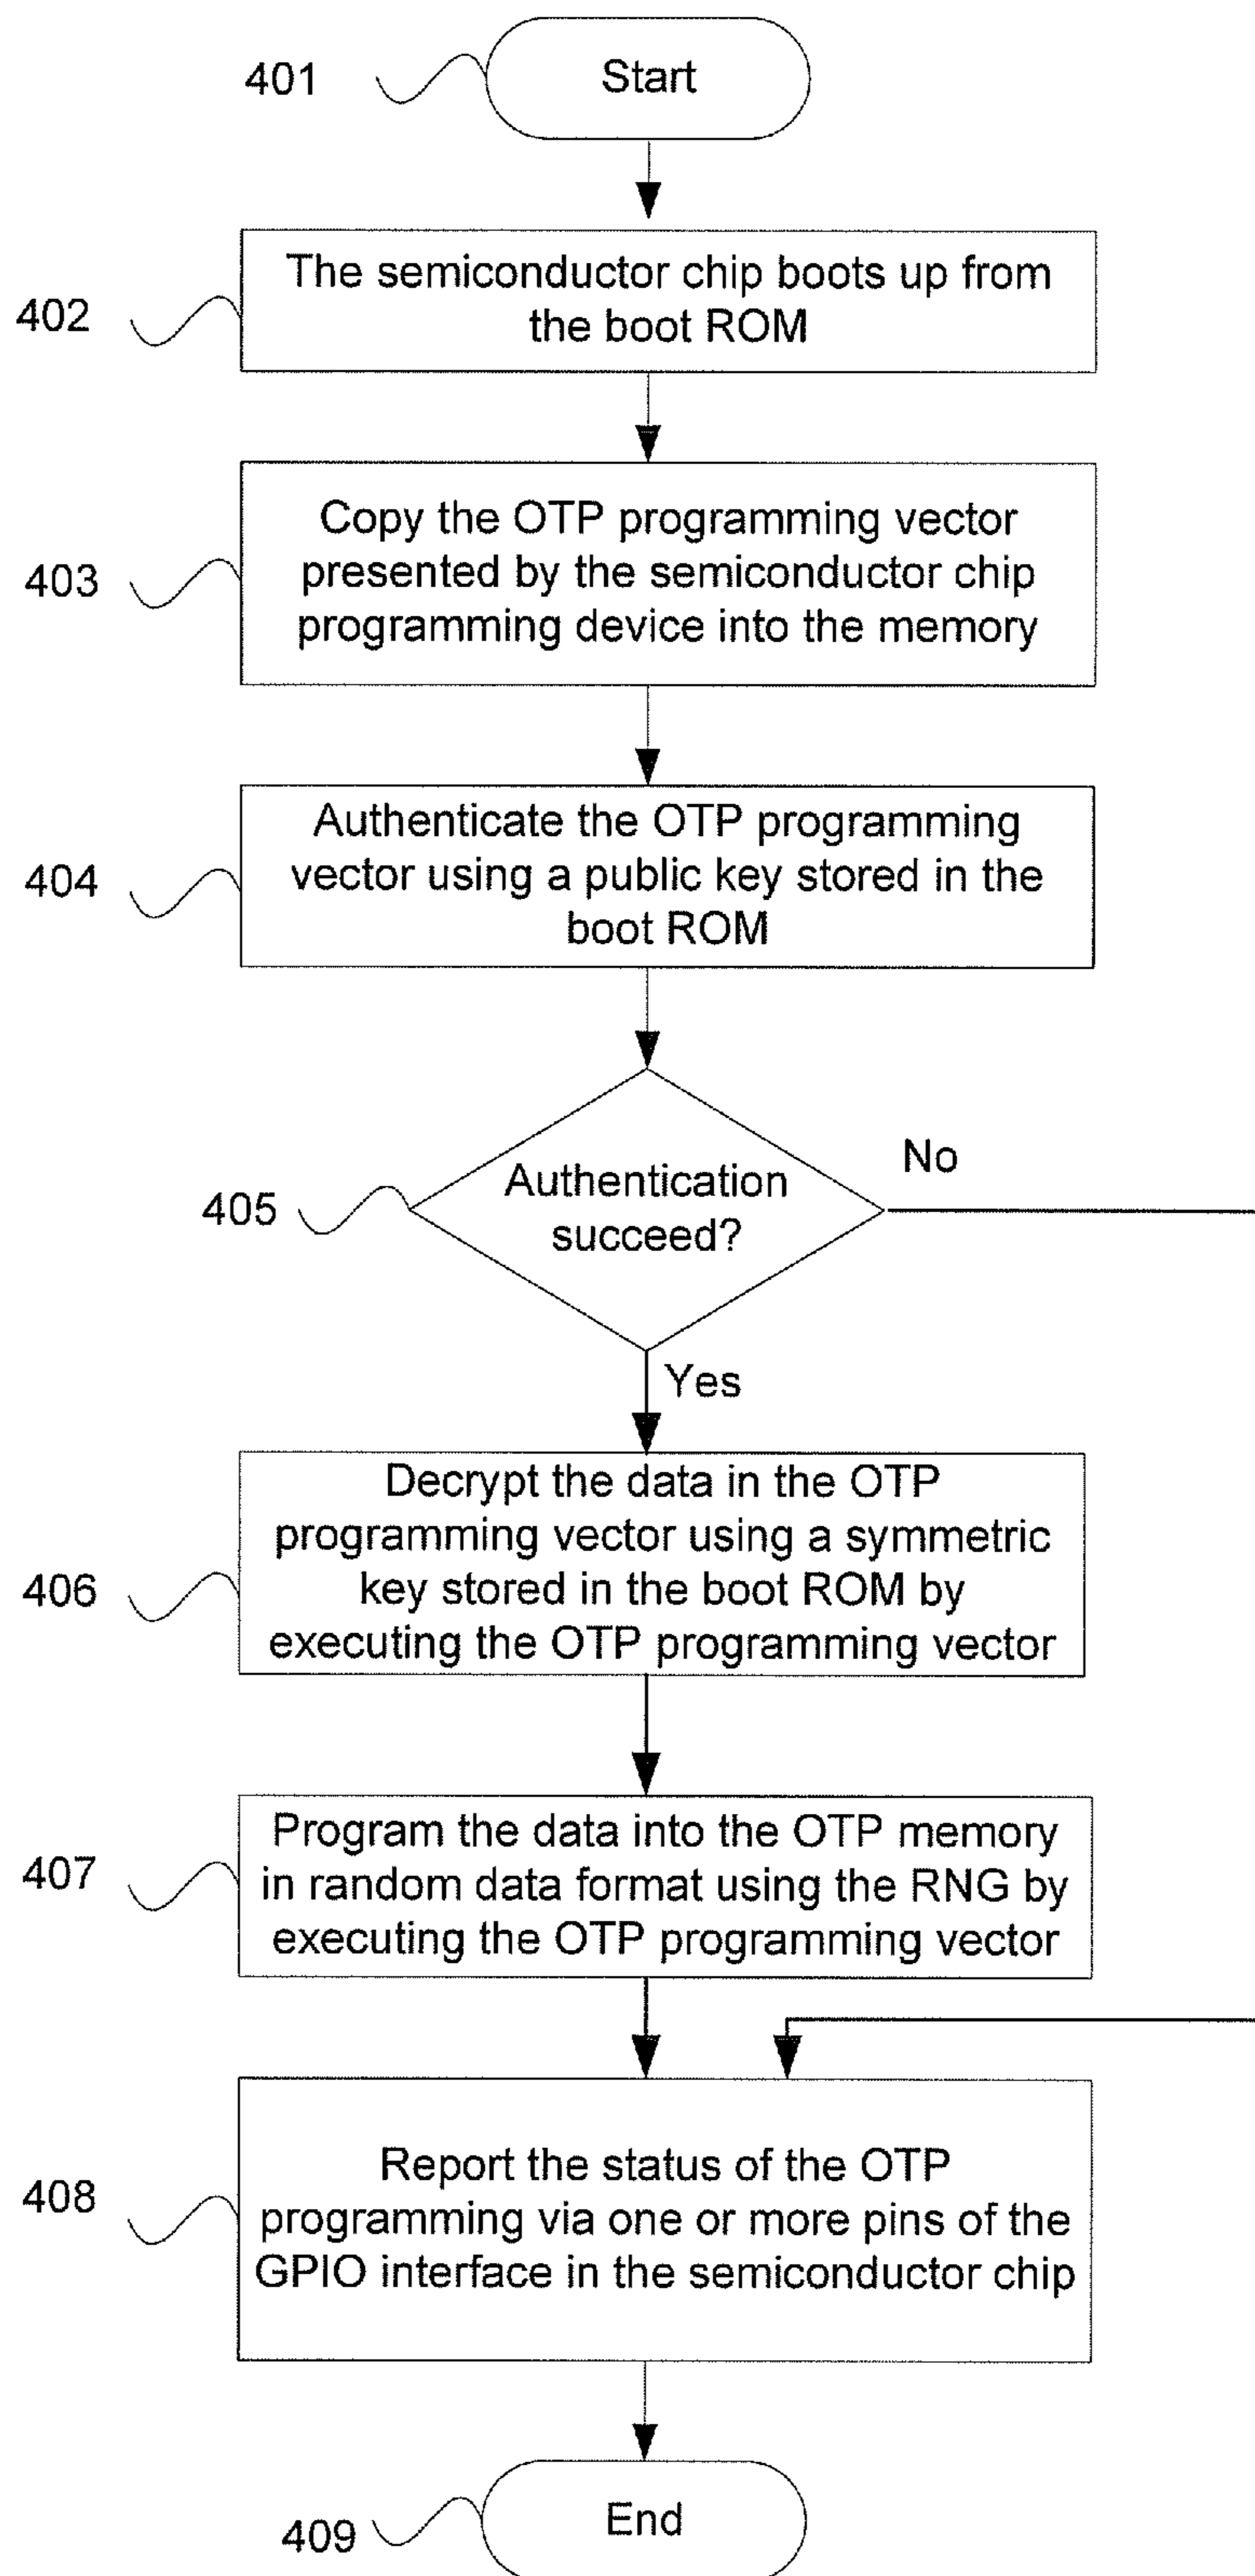 401
Start
402
The semiconductor chip boots up from
the boot ROM
403
Copy the OTP programming vector
presented by the semiconductor chip
programming device into the memory
404
Authenticate the OTP programming
vector using a public key stored in the
boot ROM
405
Authentication
succeed?
No
Yes
406
Decrypt the data in the OTP
programming vector using a symmetric
key stored in the boot ROM by
executing the OTP programming vector
407
Program the data into the OTP memory
in random data format using the RNG by
executing the OTP programming vector
408
Report the status of the OTP
programming via one or more pins of the
GPIO interface in the semiconductor chip
409
End